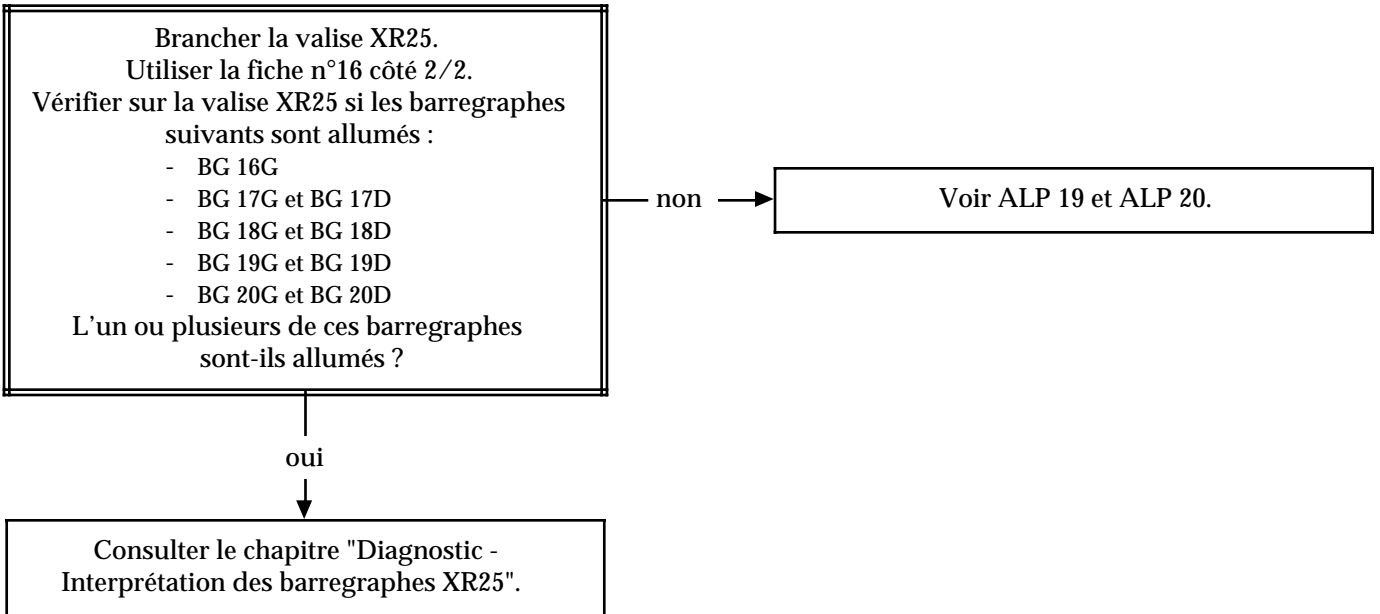 Brancher la valise XR25.
Utiliser la fiche n°16 côté 2/2.
Vérifier sur la valise XR25 si les barregraphes
suivants sont allumés :
- BG 16G
- BG 17G et BG 17D
- BG 18G et BG 18D
- BG 19G et BG 19D
- BG 20G et BG 20D
L'un ou plusieurs de ces barregraphes
sont-ils allumés ?
non
Voir ALP 19 et ALP 20.
oui
Consulter le chapitre "Diagnostic -
Interprétation des barregraphes XR25".